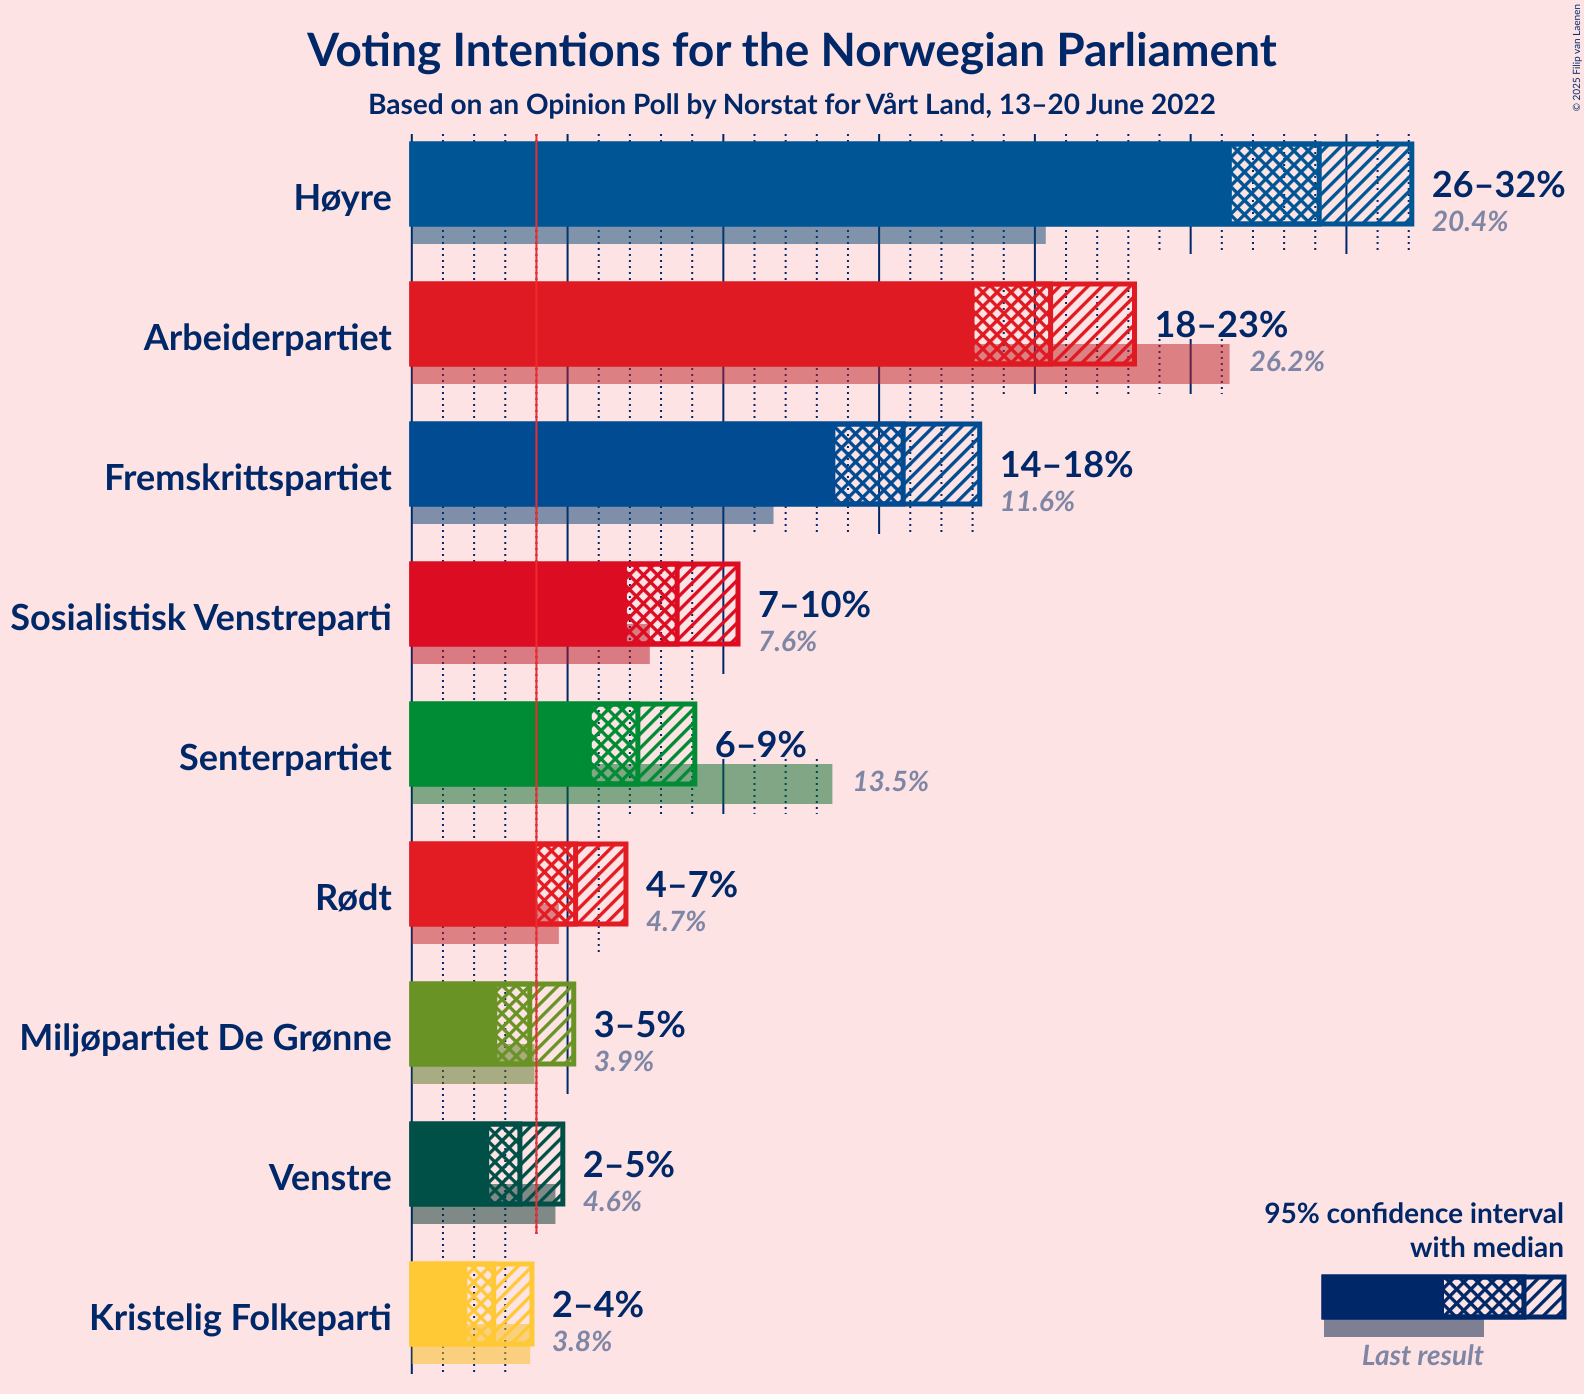 Voting Intentions for the Norwegian Parliament
Based on an Opinion Poll by Norstat for Vårt Land, 13–20 June 2022
© 2025 Filip van Laenen
Høyre
26–32%
20.4%
Arbeiderpartiet
18–23%
26.2%
Fremskrittspartiet
14–18%
11.6%
Sosialistisk Venstreparti
7–10%
7.6%
Senterpartiet
6–9%
13.5%
Rødt
4–7%
4.7%
Miljøpartiet De Grønne
3–5%
3.9%
Venstre
2–5%
4.6%
Kristelig Folkeparti
2–4%
3.8%
95% confidence interval
with median
Last result